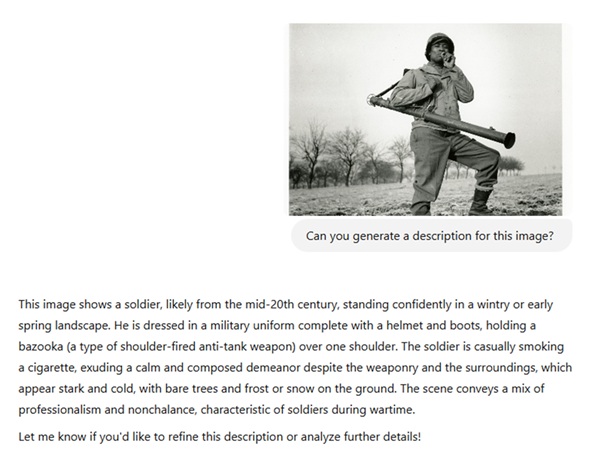 Can you generate a description for this image?
This image shows a soldier, likely from the mid-20th century, standing confidently in a wintry or early
spring landscape. He is dressed in a military uniform complete with a helmet and boots, holding a
bazooka (a type of shoulder-fired anti-tank weapon) over one shoulder. The soldier is casually smoking
a cigarette, exuding a calm and composed demeanor despite the weaponry and the surroundings, which
appear stark and cold, with bare trees and frost or snow on the ground. The scene conveys a mix of
professionalism and nonchalance, characteristic of soldiers during wartime.
Let me know if you'd like to refine this description or analyze further details!